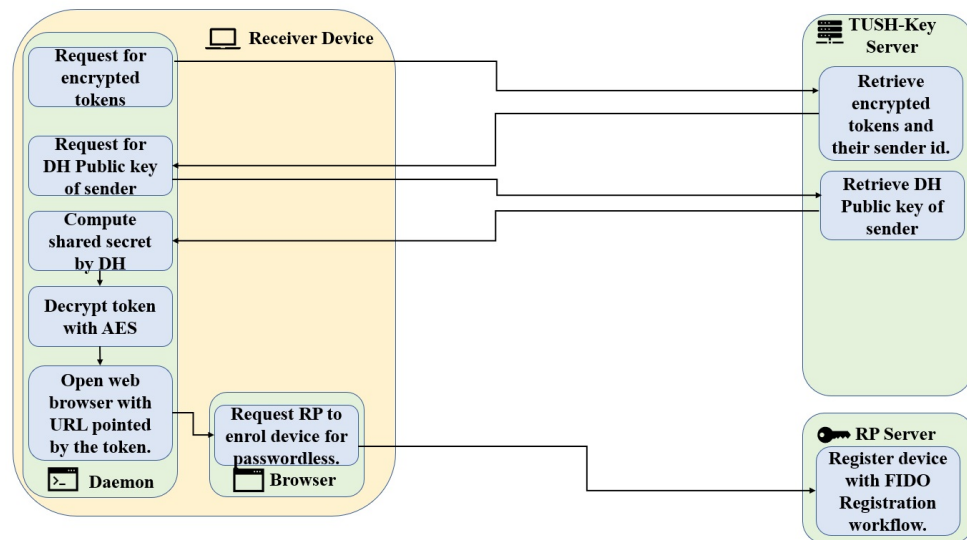 Receiver Device
Request for
encrypted
tokens
Request for
DH Public key
of sender
Compute
shared secret
by DH
Decrypt token
with AES
Open web
browser with
URL pointed
by the token.
Daemon
Request RP to
enrol device for
passwordless.
Browser
TUSH-Key
Server
Retrieve
encrypted
tokens and
their sender id.
Retrieve DH
Public key of
sender
RP Server
Register device
with FIDO
Registration
workflow.